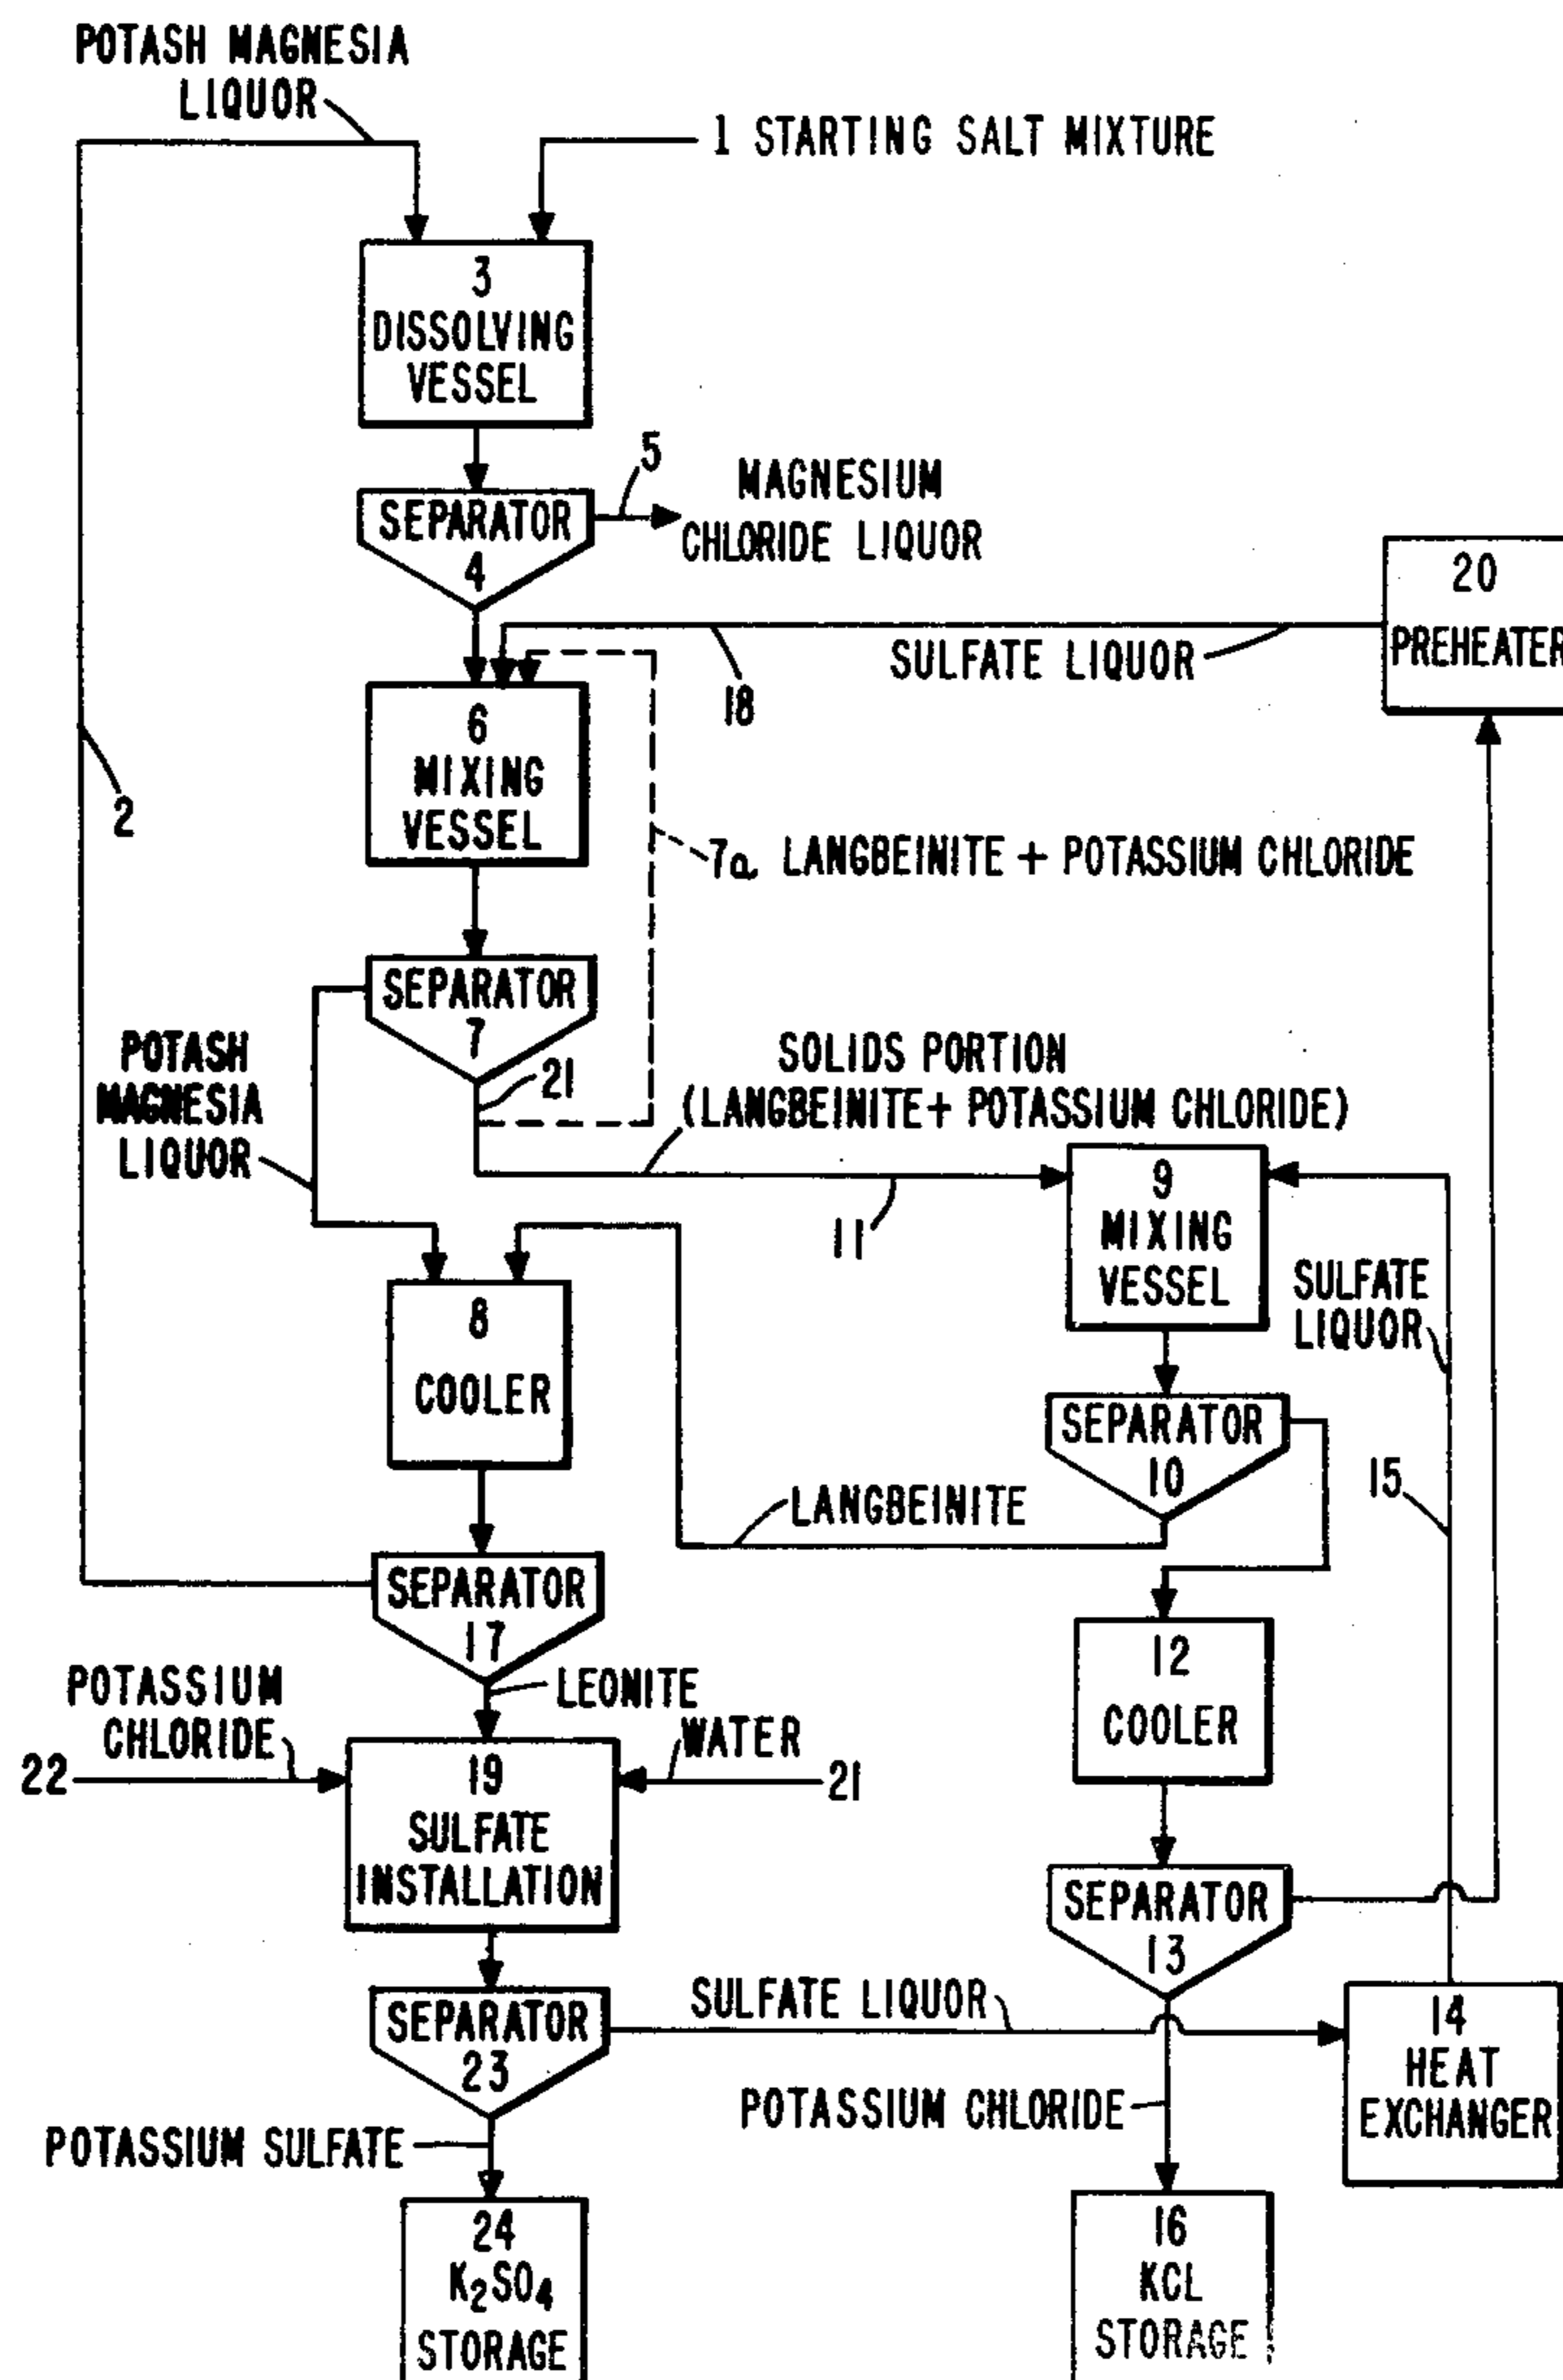 POTASH MAGNESIA
LIQUOR
1 STARTING SALT MIXTURE
3
DISSOLVING
VESSEL
5
MAGNESIUM
CHLORIDE LIQUOR
SEPARATOR
4
20
PREHEATER
SULFATE LIQUOR
18
6
MIXING
VESSEL
2
7a. LANGBEINITE + POTASSIUM CHLORIDE
SEPARATOR
7
POTASH
MAGNESIA
LIQUOR
21
SOLIDS PORTION
(LANGBEINITE + POTASSIUM CHLORIDE)
11
9
MIXING
VESSEL
SULFATE
LIQUOR
8
COOLER
SEPARATOR
10
15
LANGBEINITE
SEPARATOR
17
12
COOLER
LEONITE
POTASSIUM
CHLORIDE
22
WATER
21
19
SULFATE
INSTALLATION
SEPARATOR
13
SEPARATOR
23
SULFATE LIQUOR
14
HEAT
EXCHANGER
POTASSIUM CHLORIDE
POTASSIUM SULFATE
24
K₂SO₄
STORAGE
16
KCL
STORAGE